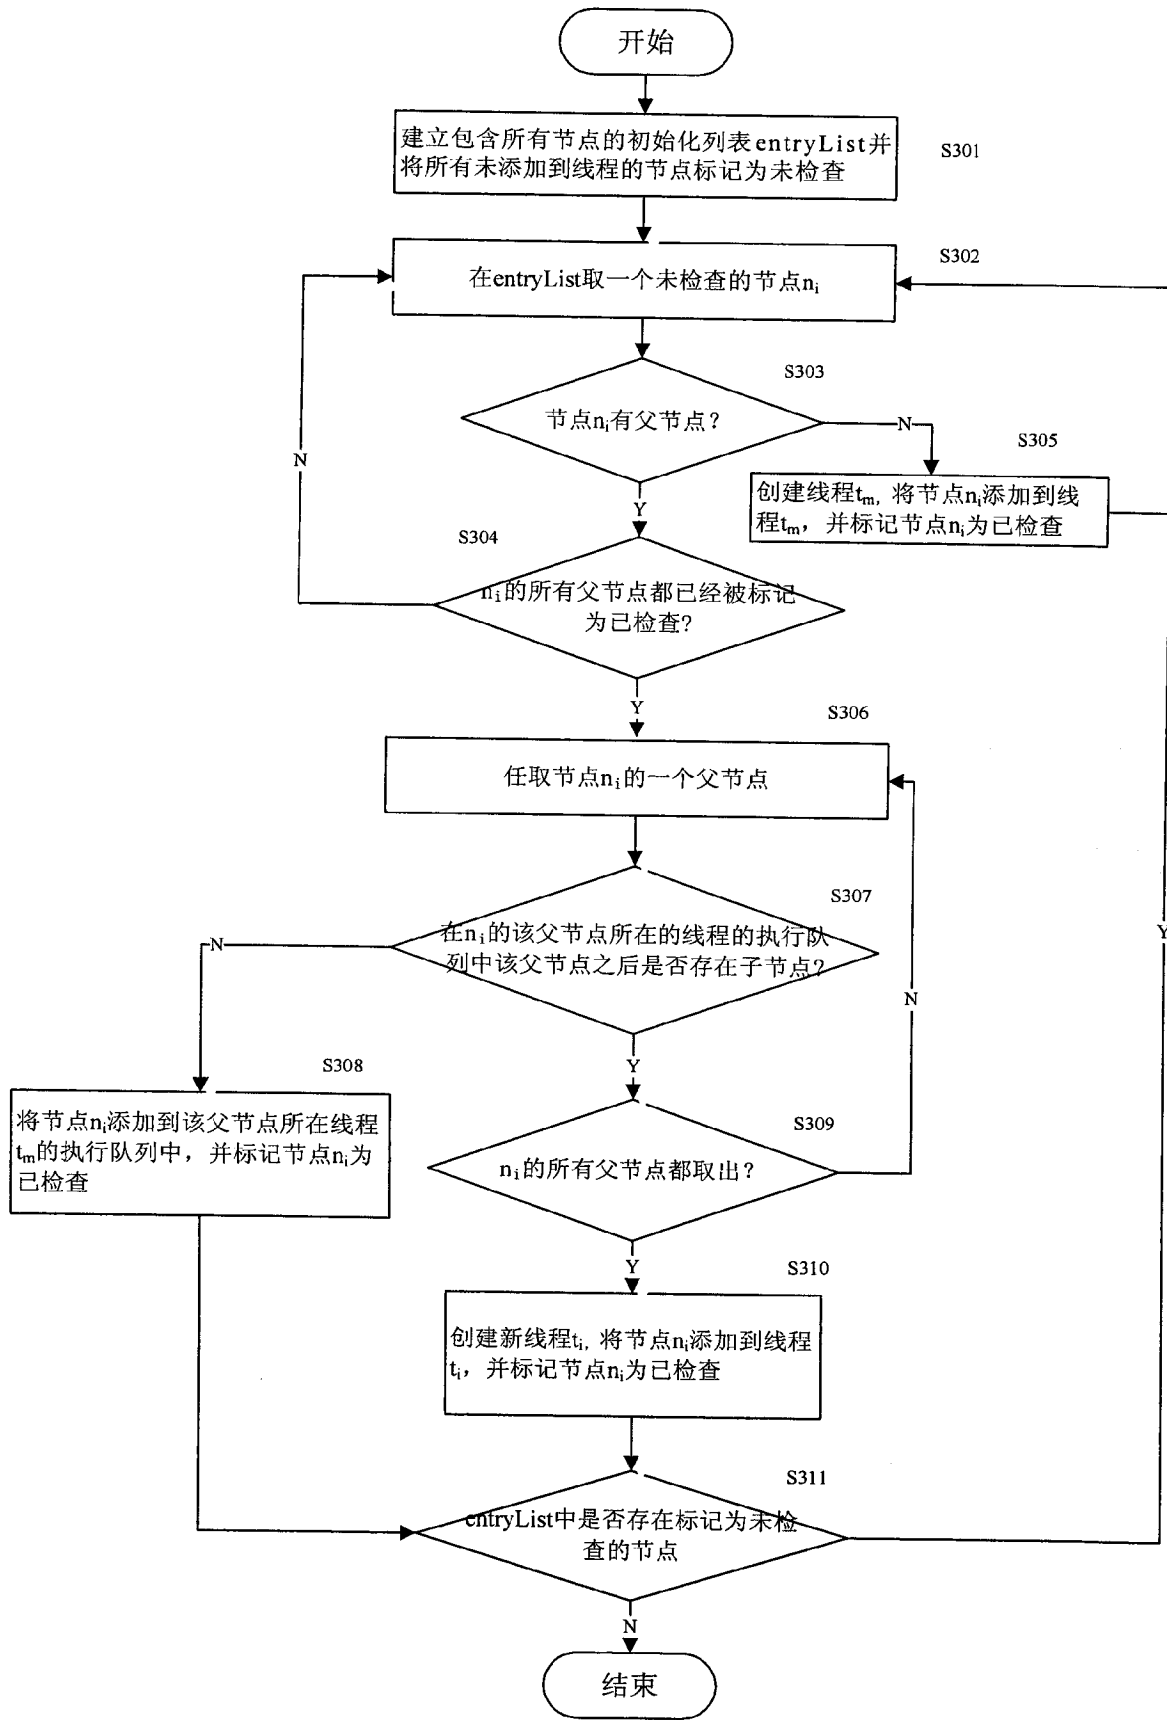 开始
建立包含所有节点的初始化列表entryList并
将所有未添加到线程的节点标记为未检查
S301
S302
在entryList取一个未检查的节点nᵢ
S303
节点nᵢ有父节点?
N
S305
创建线程tₘ, 将节点nᵢ添加到线
程tₘ，并标记节点nᵢ为已检查
N
Y
S304
nᵢ的所有父节点都已经被标记
为已检查?
Y
S306
任取节点nᵢ的一个父节点
S307
在nᵢ的该父节点所在的线程的执行队
列中该父节点之后是否存在子节点?
N
Y
N
Y
S308
将节点nᵢ添加到该父节点所在线程
tₘ的执行队列中，并标记节点nᵢ为
已检查
S309
nᵢ的所有父节点都取出?
Y
S310
创建新线程tᵢ, 将节点nᵢ添加到线程
tᵢ，并标记节点nᵢ为已检查
S311
entryList中是否存在标记为未检
查的节点
N
结束